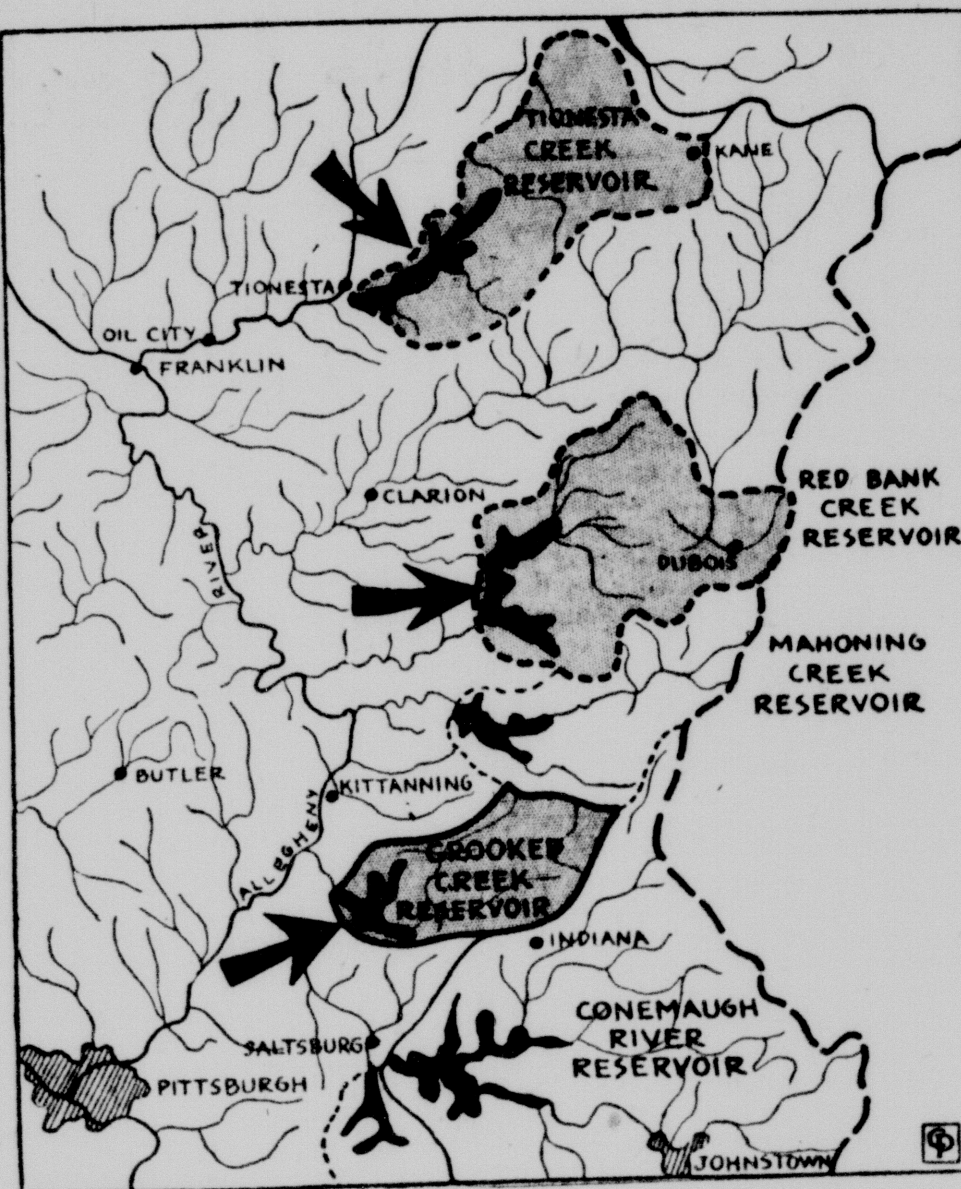 TIONESTA
CREEK
RESERVOIR
KANE
TIONESTA
OIL CITY
FRANKLIN
CLARION
RED BANK
CREEK
RESERVOIR
DUBOIS
RIVER
MAHONING
CREEK
RESERVOIR
BUTLER
KITTANNING
ALLEGHENY
CROOKED
CREEK
RESERVOIR
INDIANA
CONEMAUGH
RIVER
RESERVOIR
SALTSBURG
PITTSBURGH
JOHNSTOWN
CP